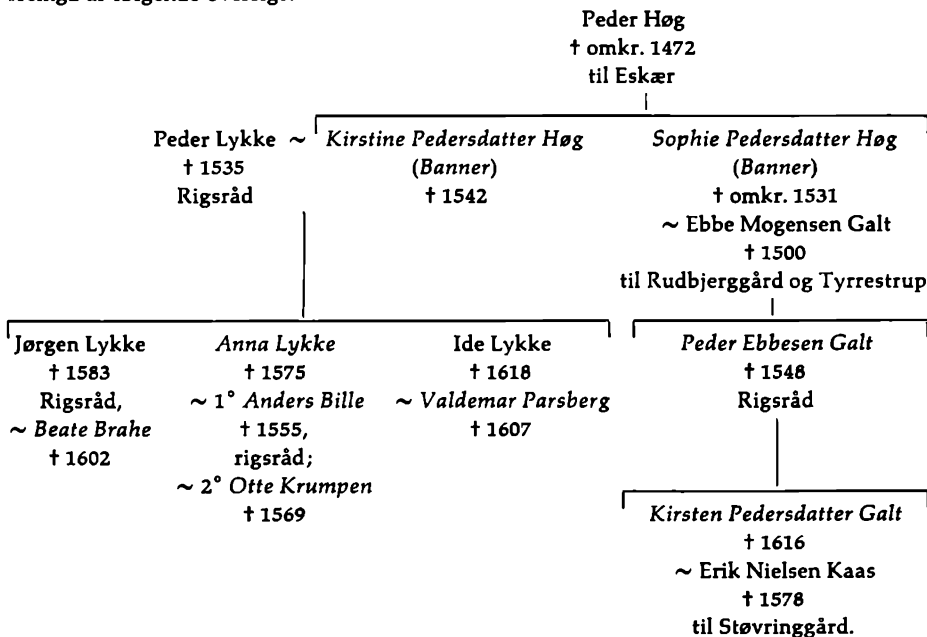 Peder Høg
† omkr. 1472
til Eskær
Peder Lykke ~ Kirstine Pedersdatter Høg
† 1535
Rigsråd
(Banner)
† 1542
Sophie Pedersdatter Høg
(Banner)
† omkr. 1531
~ Ebbe Mogensen Galt
† 1500
til Rudbjerggård og Tyrrestrup
Jørgen Lykke
† 1583
Rigsråd,
~ Beate Brahe
† 1602
Anna Lykke
† 1575
~ 1° Anders Bille
† 1555,
rigsråd;
~ 2° Otte Krumpen
† 1569
Ide Lykke
† 1618
~ Valdemar Parsberg
† 1607
Peder Ebbesen Galt
† 1548
Rigsråd
Kirsten Pedersdatter Galt
† 1616
~ Erik Nielsen Kaas
† 1578
til Støvringgård.